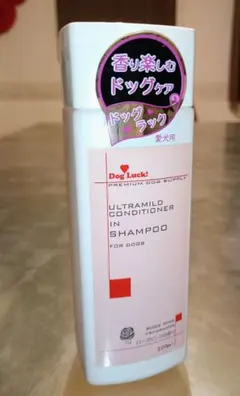 香り楽しむ
ドッグケア
ドッグ
ラック
愛犬用
Dog Luck!
PREMIUM DOG SUPPLY
ULTRAMILD
CONDITIONER
IN
SHAMPOO
FOR DOGS